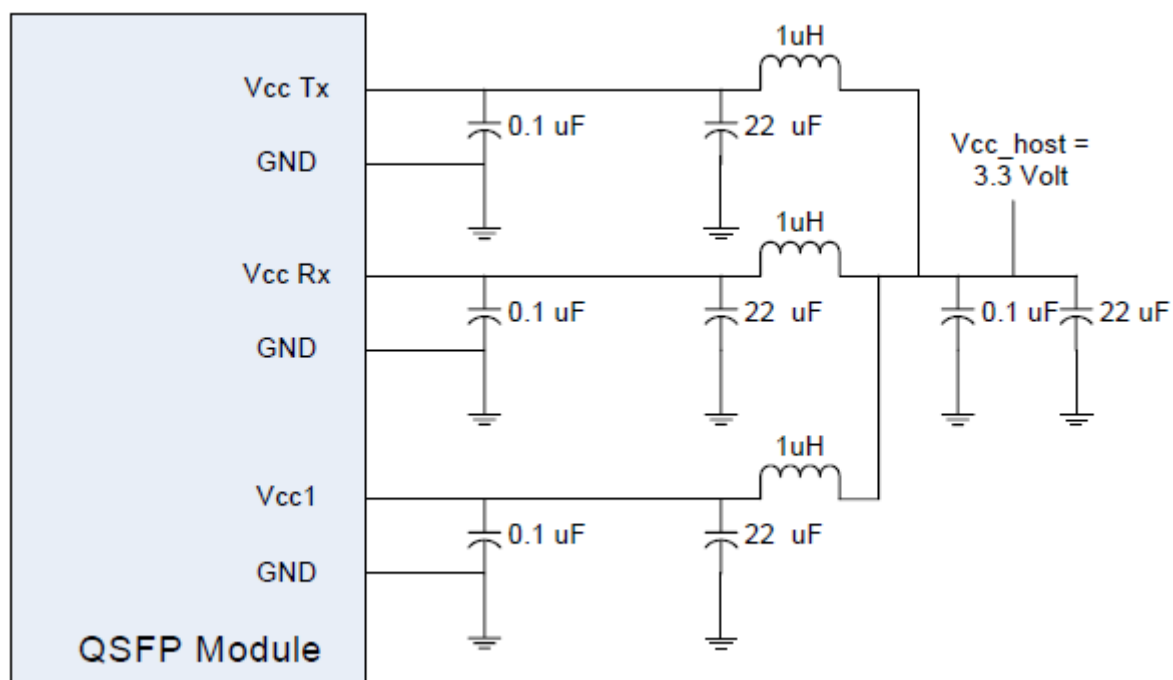 1uH
Vcc Tx
0.1 uF
22 uF
GND
Vcc_host =
3.3 Volt
1uH
Vcc Rx
0.1 uF
22 uF
0.1 uF
22 uF
GND
1uH
Vcc1
0.1 uF
22 uF
GND
QSFP Module